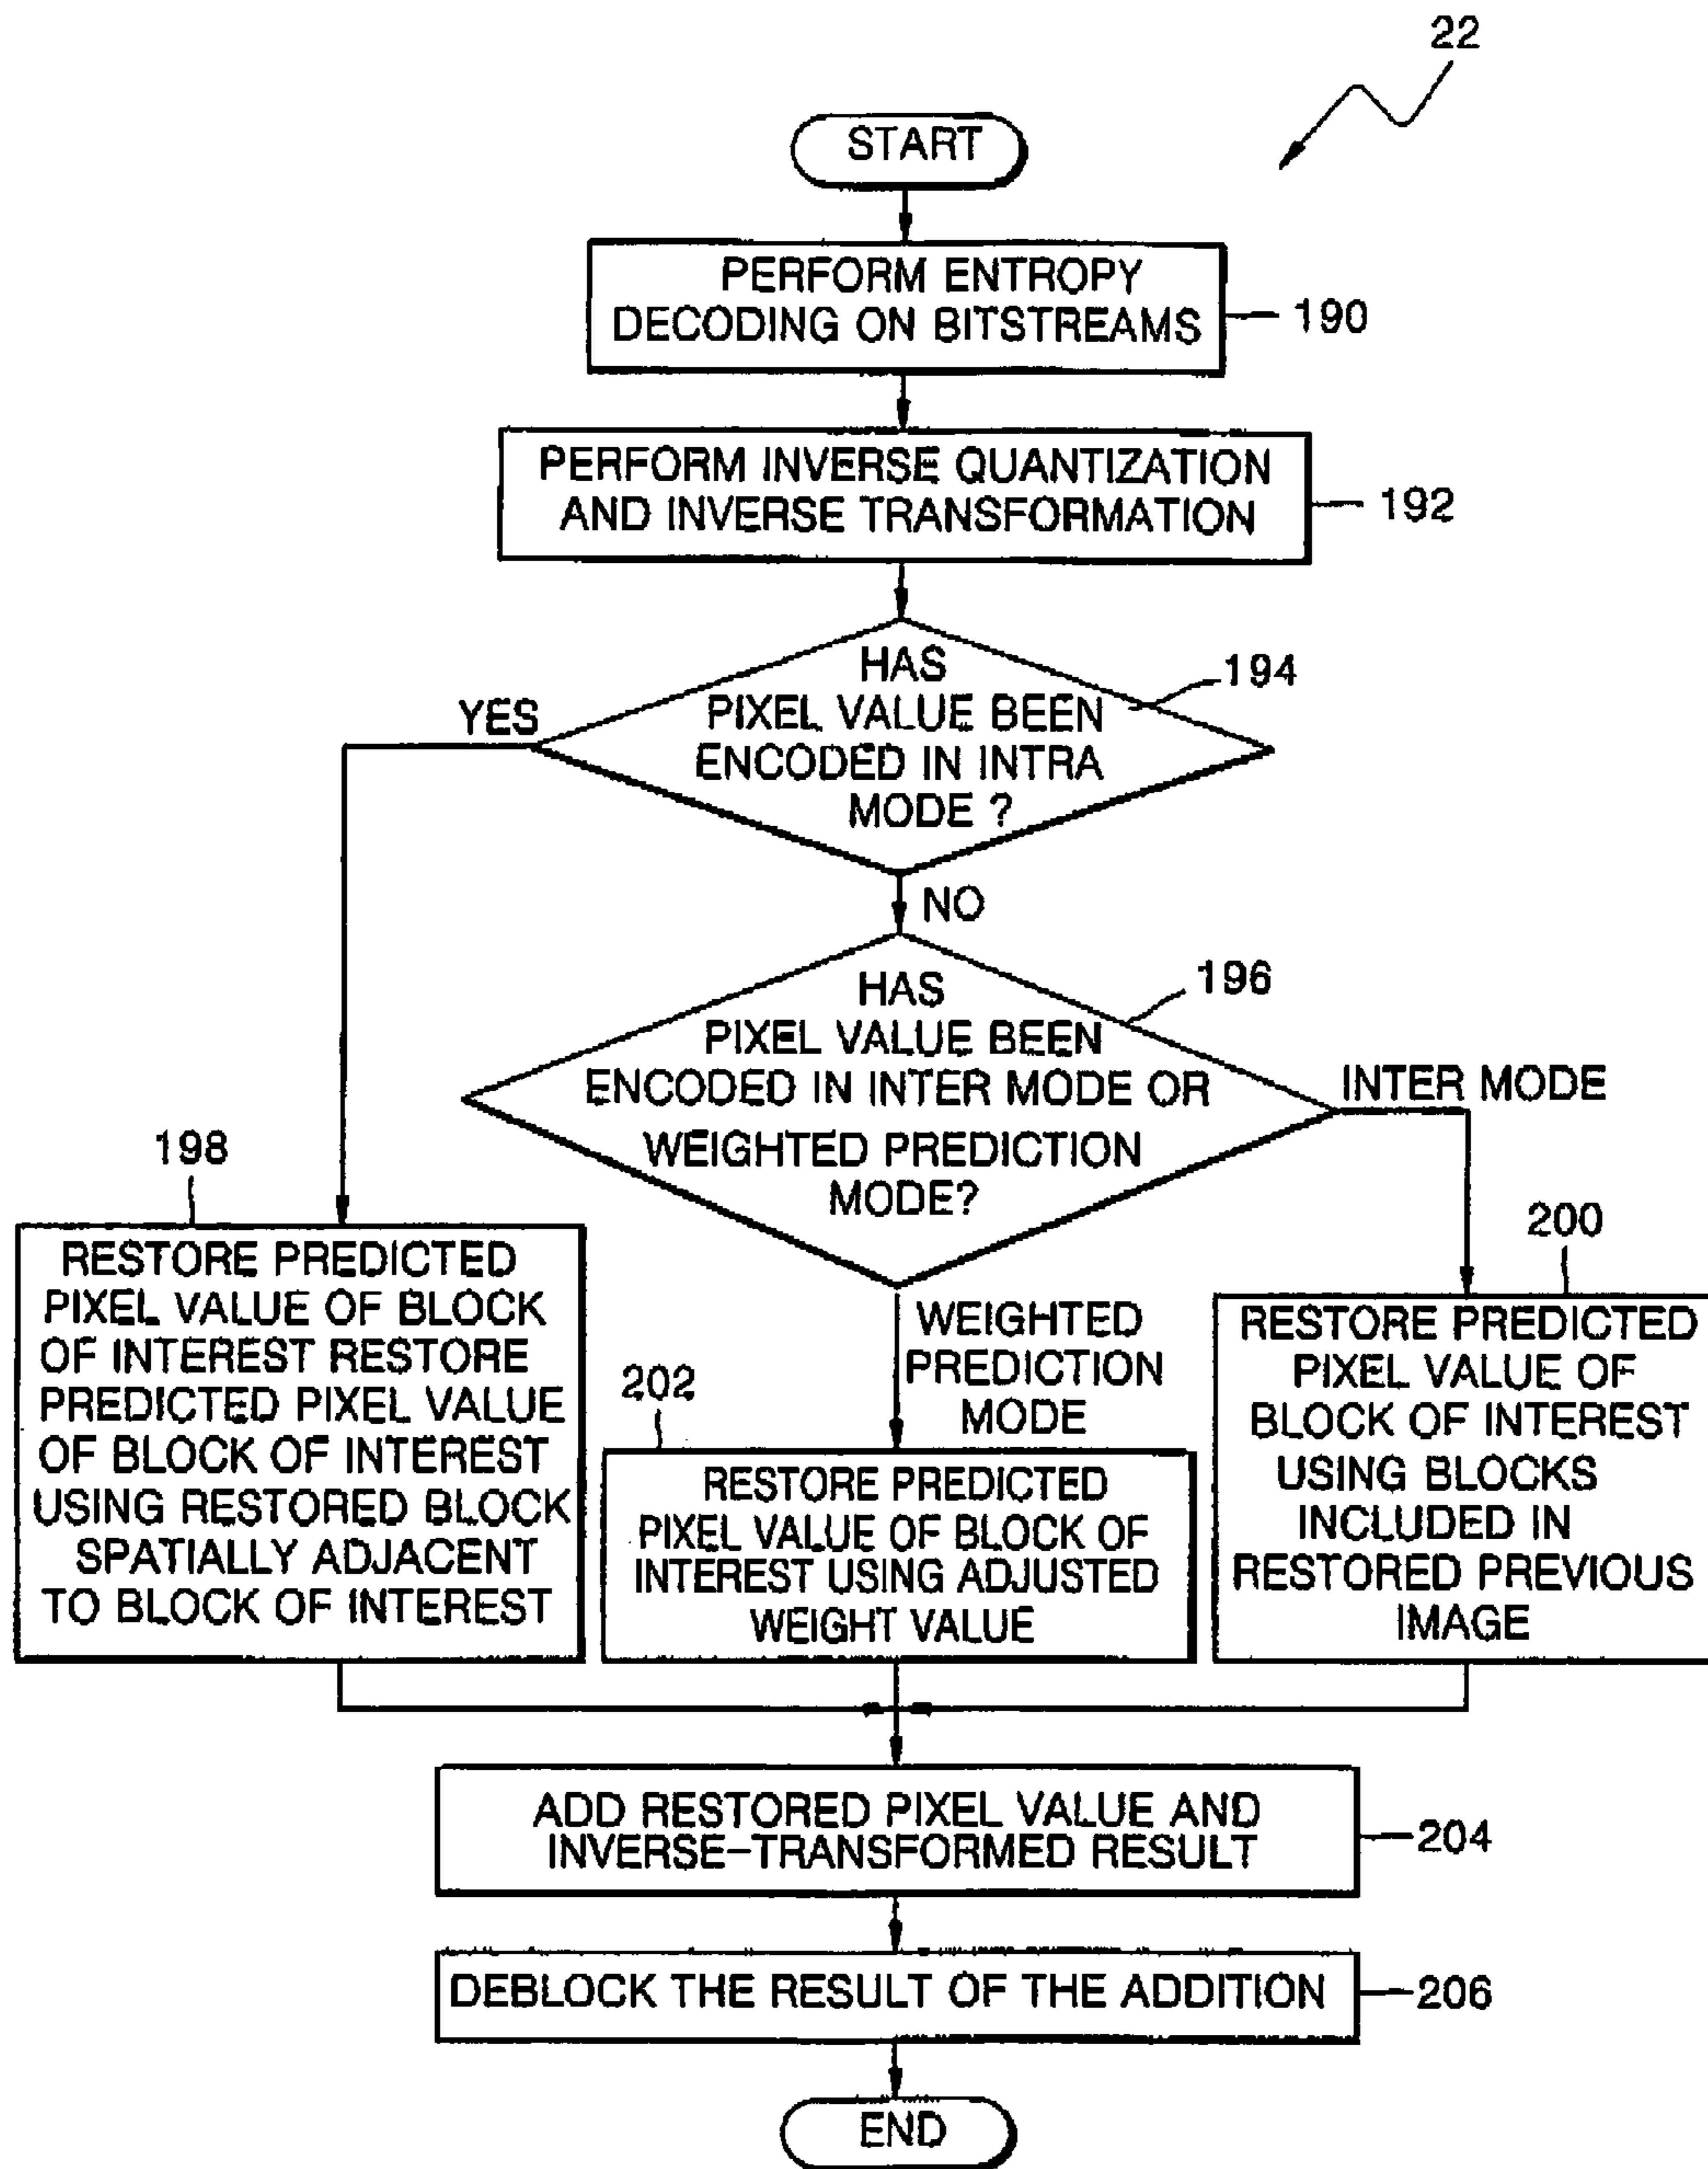 22
START
PERFORM ENTROPY
DECODING ON BITSTREAMS
190
PERFORM INVERSE QUANTIZATION
AND INVERSE TRANSFORMATION
192
HAS
PIXEL VALUE BEEN
ENCODED IN INTRA
MODE ?
194
YES
NO
HAS
PIXEL VALUE BEEN
ENCODED IN INTER MODE OR
WEIGHTED PREDICTION
MODE?
196
INTER MODE
198
RESTORE PREDICTED
PIXEL VALUE OF BLOCK
OF INTEREST RESTORE
PREDICTED PIXEL VALUE
OF BLOCK OF INTEREST
USING RESTORED BLOCK
SPATIALLY ADJACENT
TO BLOCK OF INTEREST
WEIGHTED
PREDICTION
MODE
202
RESTORE PREDICTED
PIXEL VALUE OF BLOCK OF
INTEREST USING ADJUSTED
WEIGHT VALUE
200
RESTORE PREDICTED
PIXEL VALUE OF
BLOCK OF INTEREST
USING BLOCKS
INCLUDED IN
RESTORED PREVIOUS
IMAGE
ADD RESTORED PIXEL VALUE AND
INVERSE-TRANSFORMED RESULT
204
DEBLOCK THE RESULT OF THE ADDITION
206
END